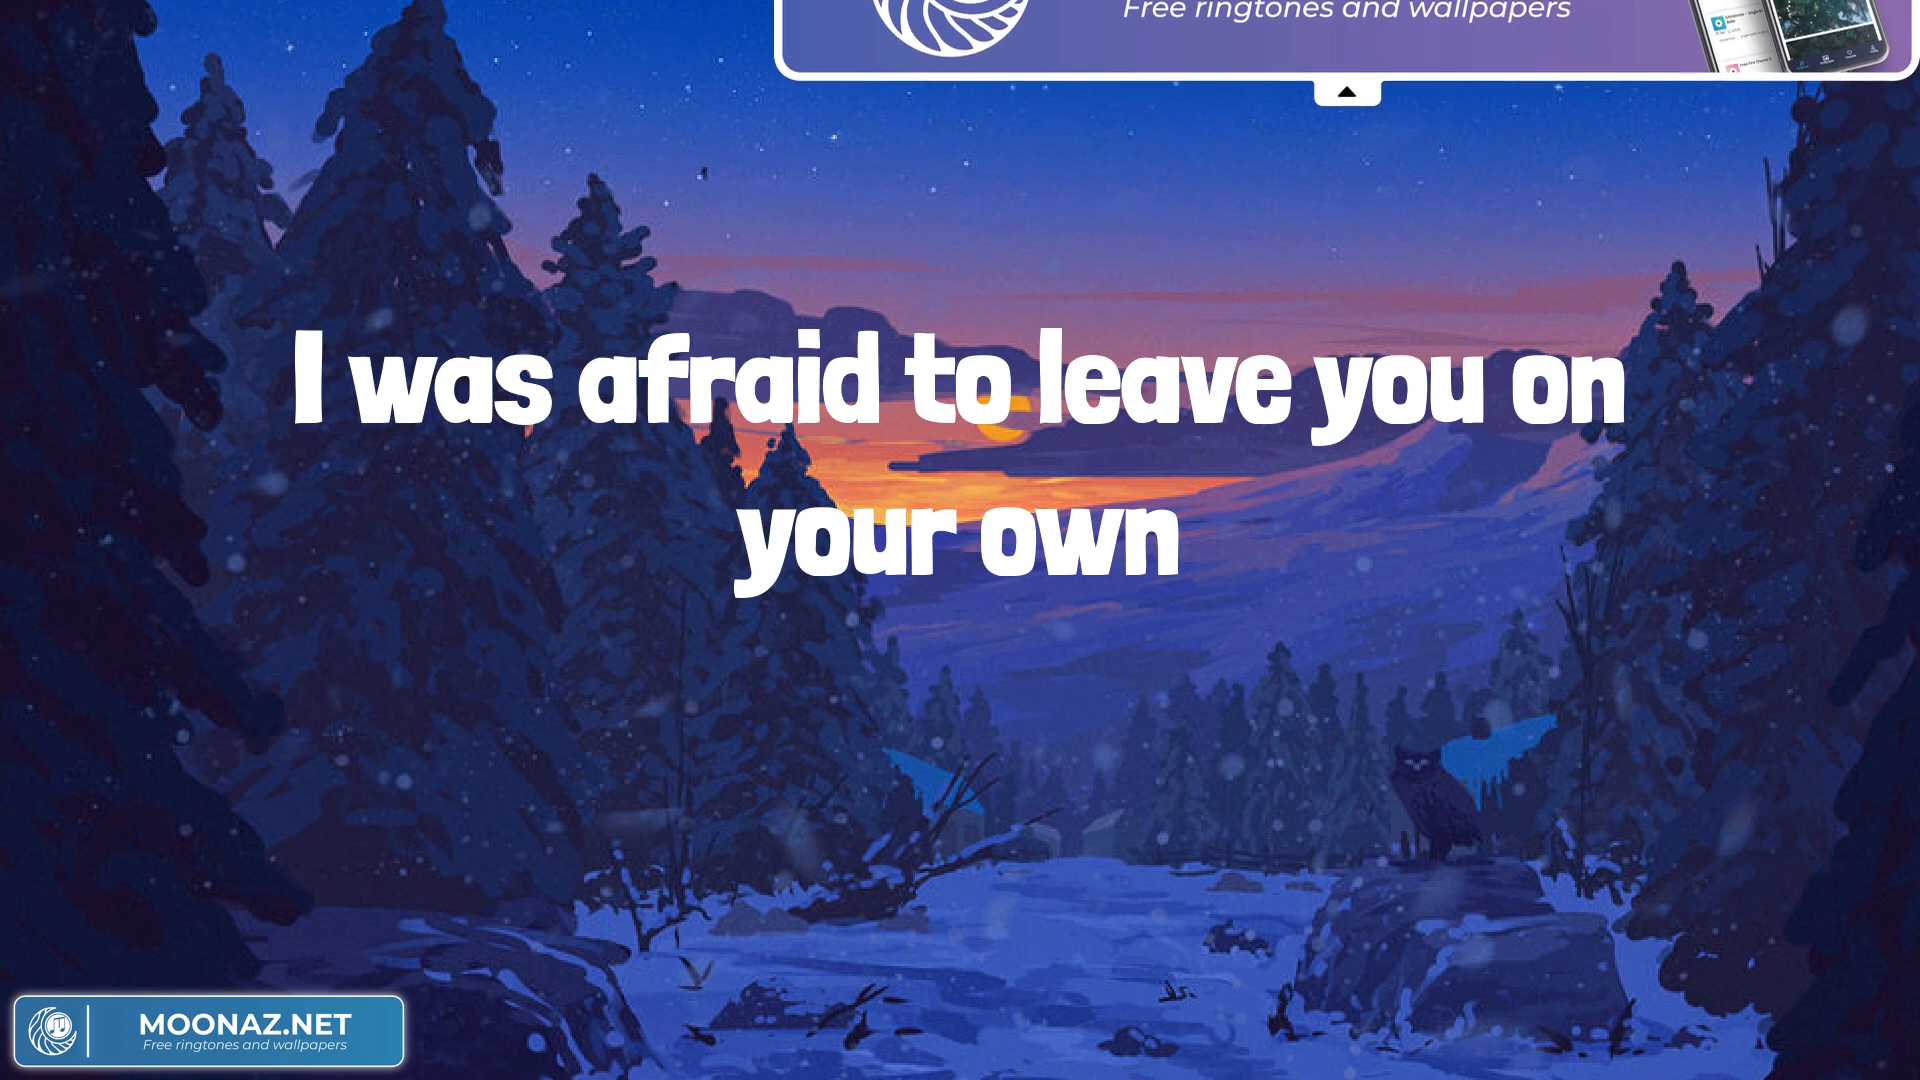 Free ringtones and wallpapers
I was afraid to leave you on
your own
MOONAZ.NET
Free ringtones and wallpapers